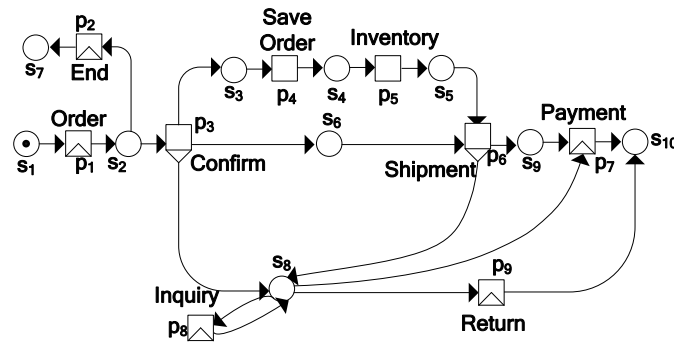 Save
p2
Order
Inventory
s7
End
s3
p4
s4
p5
s5
Order
p3
s6
Payment
s1
p1
s2
Confirm
Shipment
p6
s9
p7
s10
s8
p9
Inquiry
p8
Return